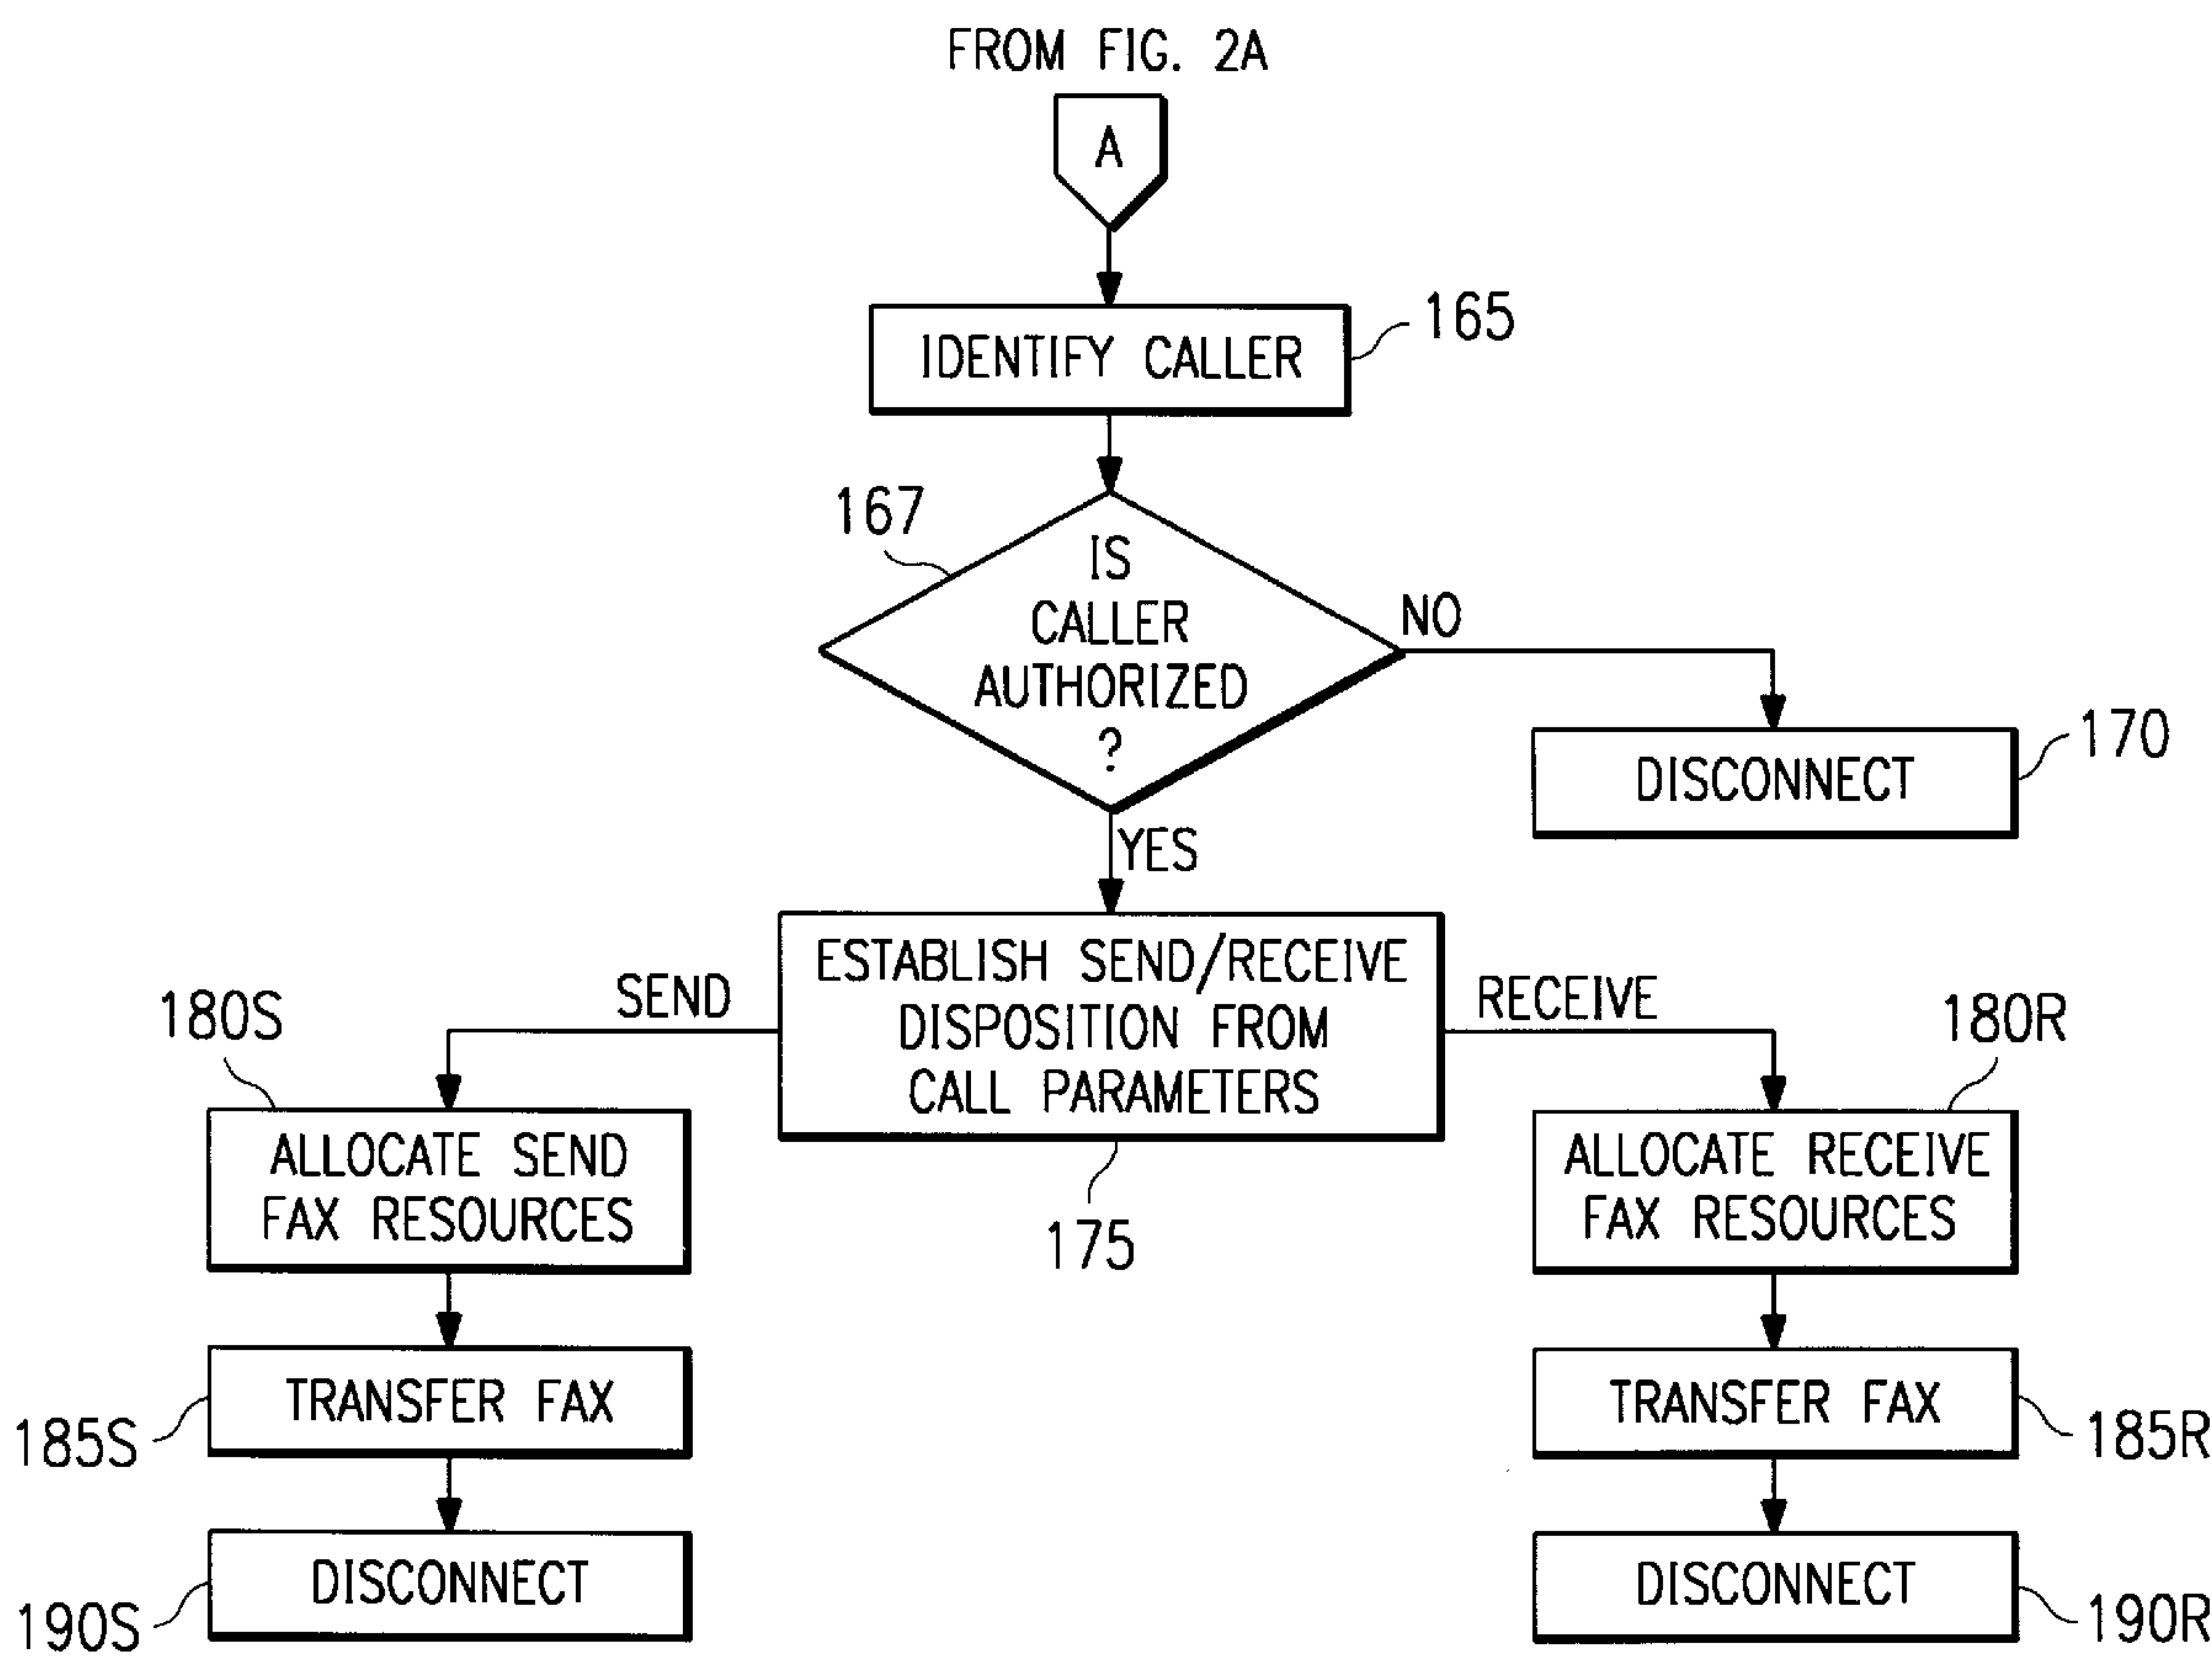 FROM FIG. 2A
A
IDENTIFY CALLER
165
167
IS
CALLER
AUTHORIZED
?
NO
DISCONNECT
170
YES
ESTABLISH SEND/RECEIVE
DISPOSITION FROM
CALL PARAMETERS
175
SEND
RECEIVE
180S
ALLOCATE SEND
FAX RESOURCES
180R
ALLOCATE RECEIVE
FAX RESOURCES
TRANSFER FAX
185S
TRANSFER FAX
185R
DISCONNECT
190S
DISCONNECT
190R